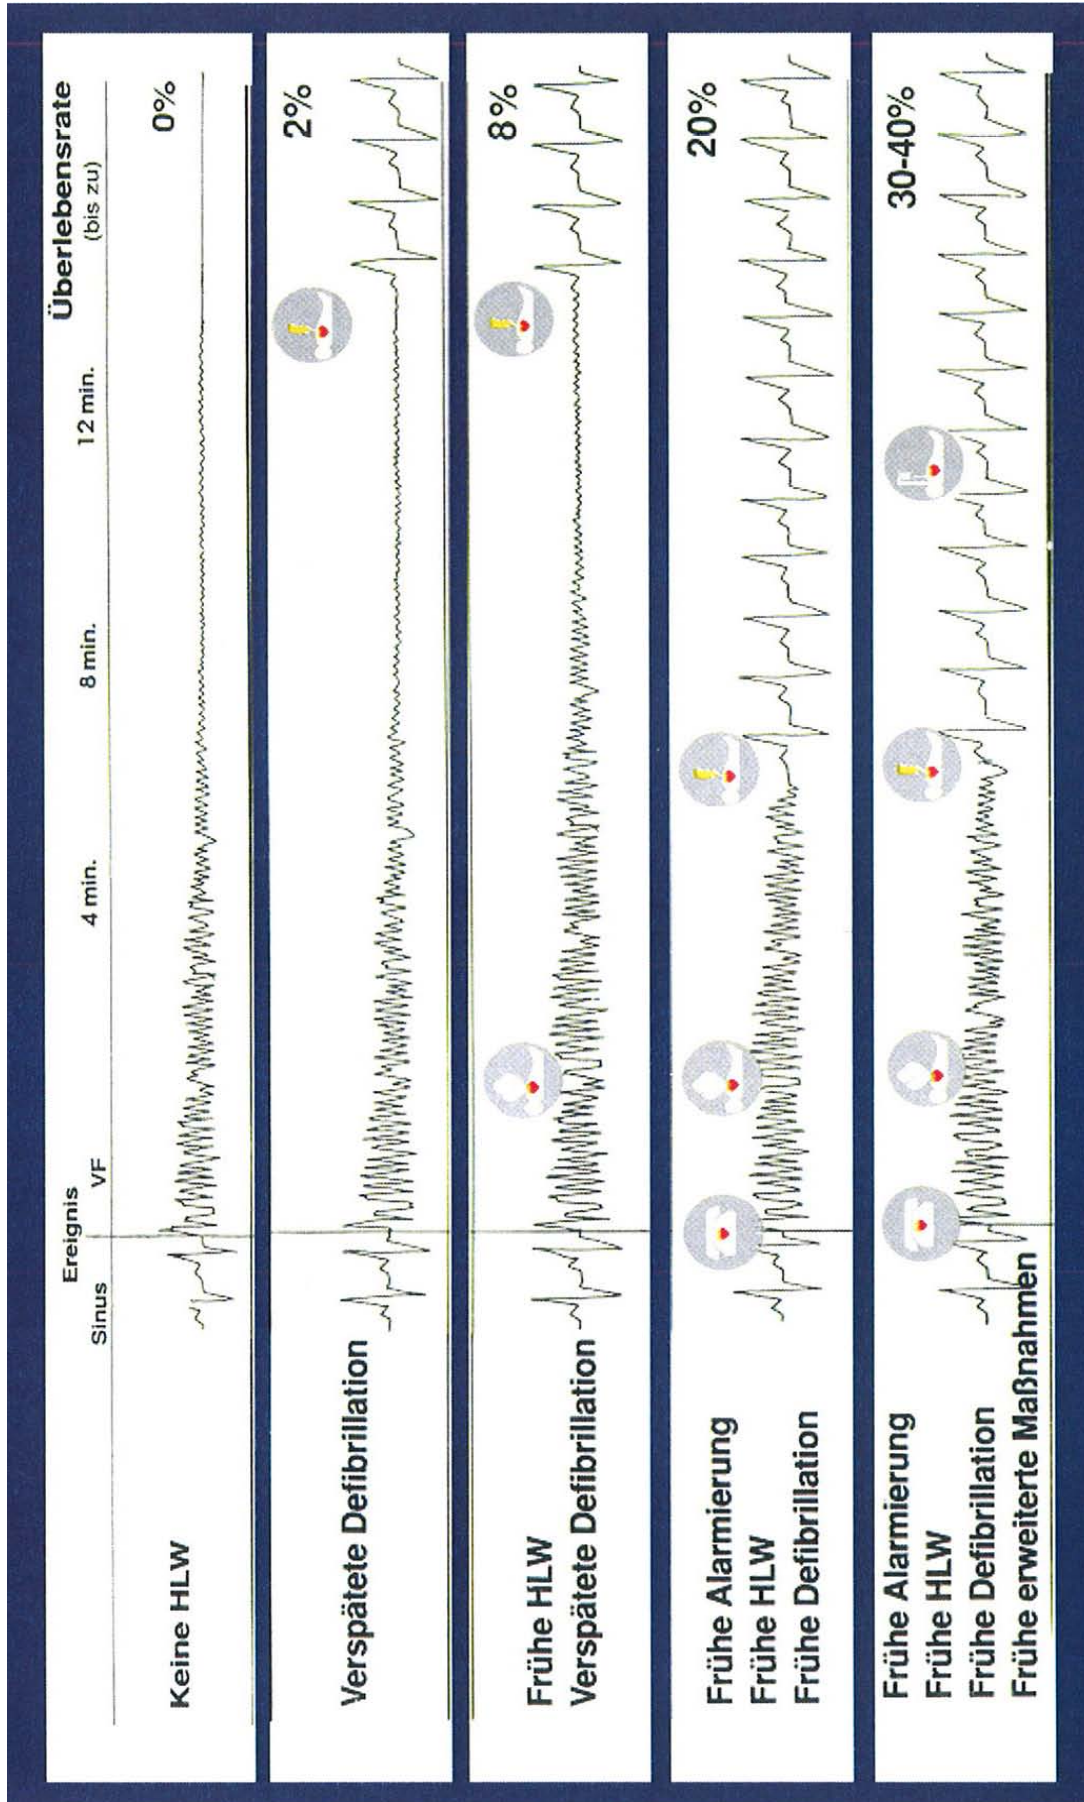 Überlebensrate
(bis zu)
Ereignis
Sinus VF 4 min. 8 min. 12 min.
Keine HLW 0%
Verspätete Defibrillation 2%
Frühe HLW 8%
Verspätete Defibrillation
Frühe Alarmierung 20%
Frühe HLW
Frühe Defibrillation
Frühe Alarmierung 30-40%
Frühe HLW
Frühe Defibrillation
Frühe erweiterte Maßnahmen